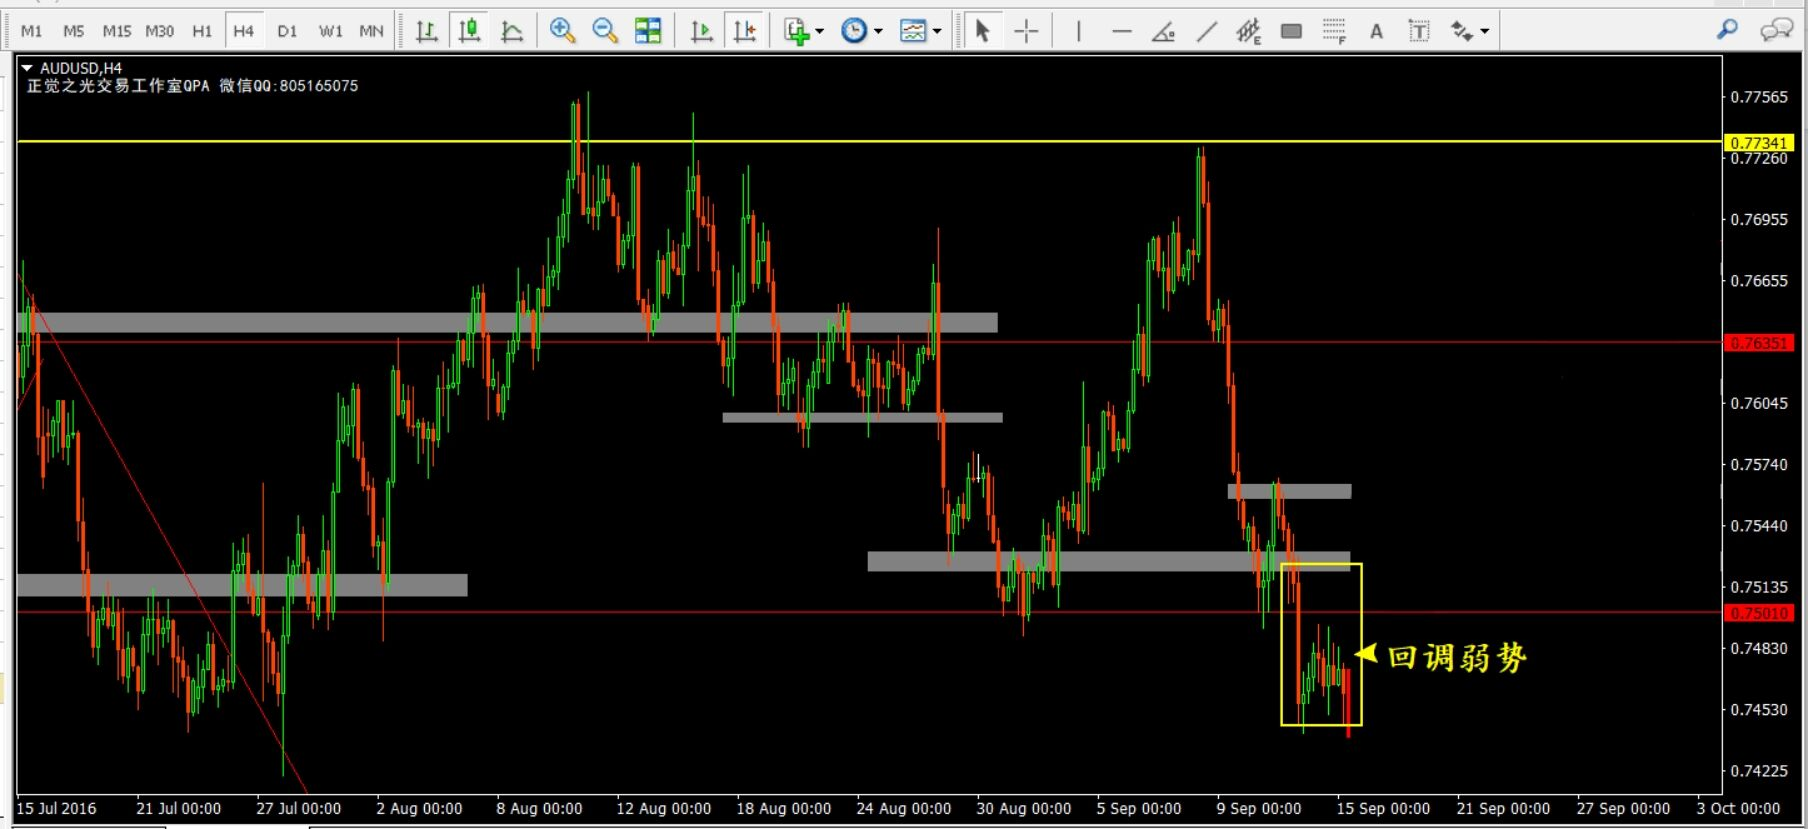 M1 M5 M15 M30 H1 H4 D1 W1 MN E F A T
AUDUSD,H4
正觉之光交易工作室QPA 微信QQ:805165075
0.77565
0.77341
0.77260
0.76955
0.76655
0.76351
0.76045
0.75740
0.75440
0.75135
0.75010
0.74830
回调弱势
0.74530
0.74225
15 Jul 2016 21 Jul 00:00 27 Jul 00:00 2 Aug 00:00 8 Aug 00:00 12 Aug 00:00 18 Aug 00:00 24 Aug 00:00 30 Aug 00:00 5 Sep 00:00 9 Sep 00:00 15 Sep 00:00 21 Sep 00:00 27 Sep 00:00 3 Oct 00:00